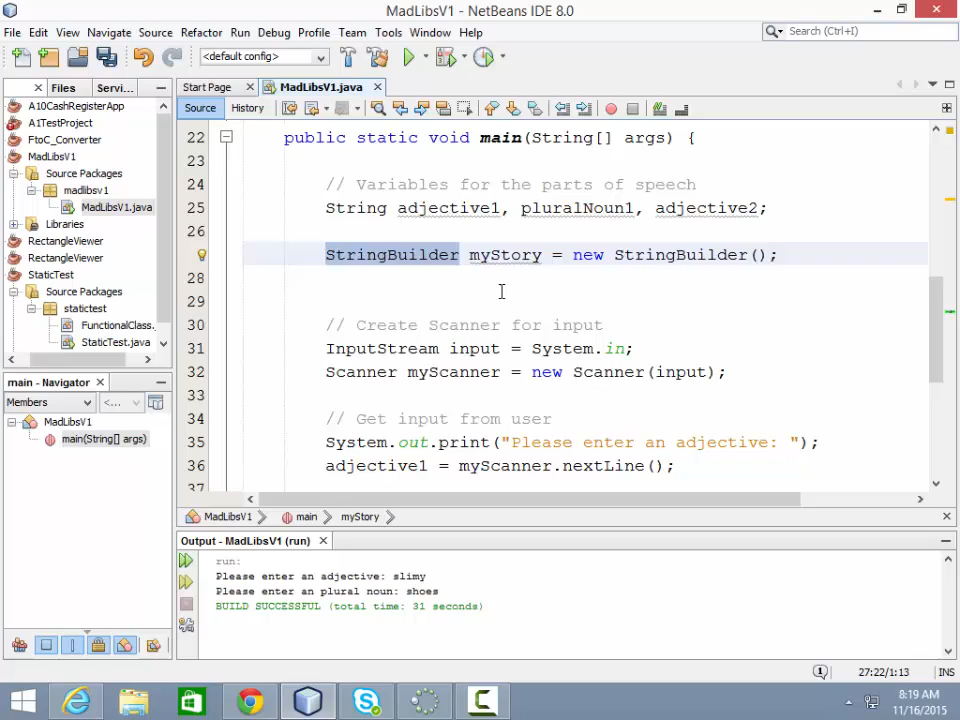 MadLibsV1 - NetBeans IDE 8.0
File Edit View Navigate Source Refactor Run Debug Profile Team Tools Window Help
Search (Ctrl+I)
<default config>
Files Servi...
Start Page MadLibsV1.java
Source History
A10CashRegisterApp
A1TestProject
FtoC_Converter
MadLibsV1
Source Packages
madlibsv1
MadLibsV1.java
Libraries
RectangleViewer
RectangleViewer
StaticTest
Source Packages
statictest
FunctionalClass.
StaticTest.java
22 public static void main(String[] args) {
23
24 // Variables for the parts of speech
25 String adjective1, pluralNoun1, adjective2;
26
StringBuilder myStory = new StringBuilder();
28
29
30 // Create Scanner for input
31 InputStream input = System.in;
32 Scanner myScanner = new Scanner(input);
33
34 // Get input from user
35 System.out.print("Please enter an adjective: ");
36 adjective1 = myScanner.nextLine();
37
main - Navigator
Members <...
MadLibsV1
main(String[] args)
MadLibsV1 main myStory
Output - MadLibsV1 (run)
run:
Please enter an adjective: slimy
Please enter an plural noun: shoes
BUILD SUCCESSFUL (total time: 31 seconds)
1 27:22/1:13 INS
8:19 AM
11/16/2015